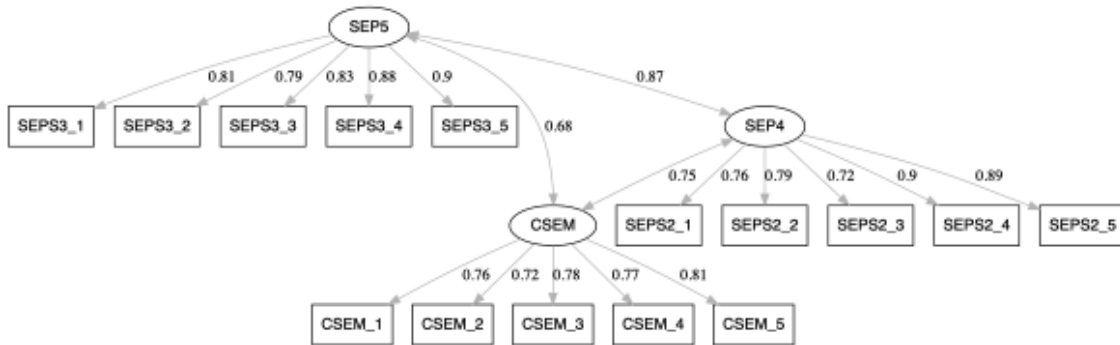 SEP5
0.81 0.79 0.83 0.88 0.9 0.87
SEPS3_1 SEPS3_2 SEPS3_3 SEPS3_4 SEPS3_5
0.68
SEP4
0.75 0.76 0.79 0.72 0.9 0.89
CSEM
SEPS2_1 SEPS2_2 SEPS2_3 SEPS2_4 SEPS2_5
0.76 0.72 0.78 0.77 0.81
CSEM_1 CSEM_2 CSEM_3 CSEM_4 CSEM_5